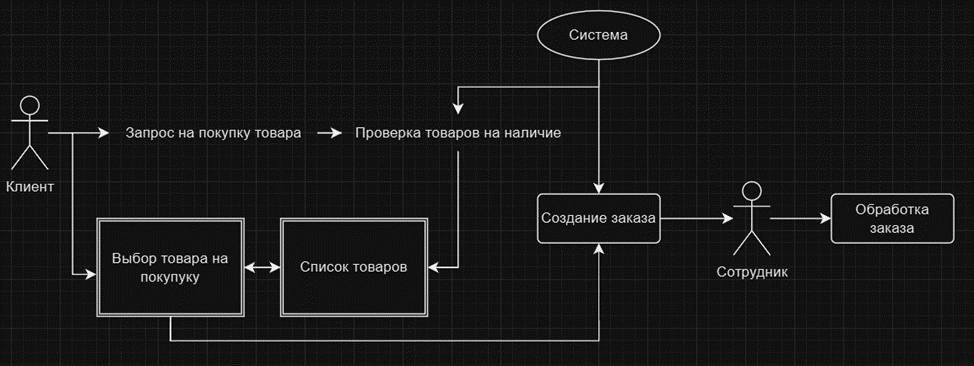 Система
Запрос на покупку товара
Проверка товаров на наличие
Клиент
Выбор товара на
покупуку
Список товаров
Создание заказа
Сотрудник
Обработка
заказа